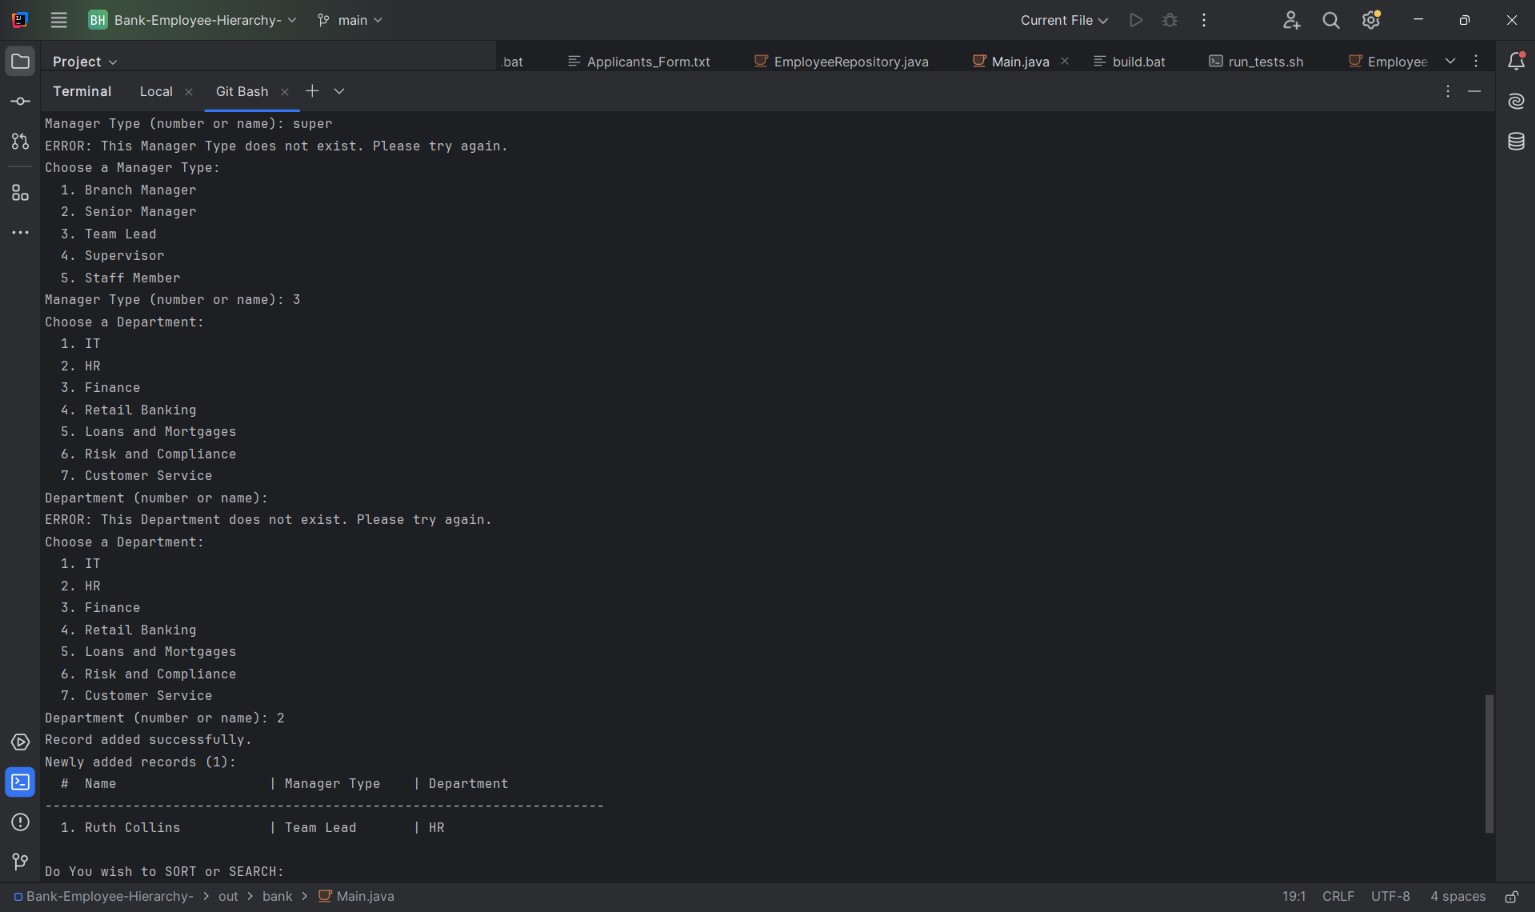 BH Bank-Employee-Hierarchy- main Current File
Project .bat Applicants_Form.txt EmployeeRepository.java Main.java build.bat run_tests.sh Employee
Terminal Local Git Bash
Manager Type (number or name): super
ERROR: This Manager Type does not exist. Please try again.
Choose a Manager Type:
1. Branch Manager
2. Senior Manager
3. Team Lead
4. Supervisor
5. Staff Member
Manager Type (number or name): 3
Choose a Department:
1. IT
2. HR
3. Finance
4. Retail Banking
5. Loans and Mortgages
6. Risk and Compliance
7. Customer Service
Department (number or name):
ERROR: This Department does not exist. Please try again.
Choose a Department:
1. IT
2. HR
3. Finance
4. Retail Banking
5. Loans and Mortgages
6. Risk and Compliance
7. Customer Service
Department (number or name): 2
Record added successfully.
Newly added records (1):
# Name | Manager Type | Department
----------------------------------------------------------------------
1. Ruth Collins | Team Lead | HR
Do You wish to SORT or SEARCH:
Bank-Employee-Hierarchy- > out > bank > Main.java 19:1 CRLF UTF-8 4 spaces